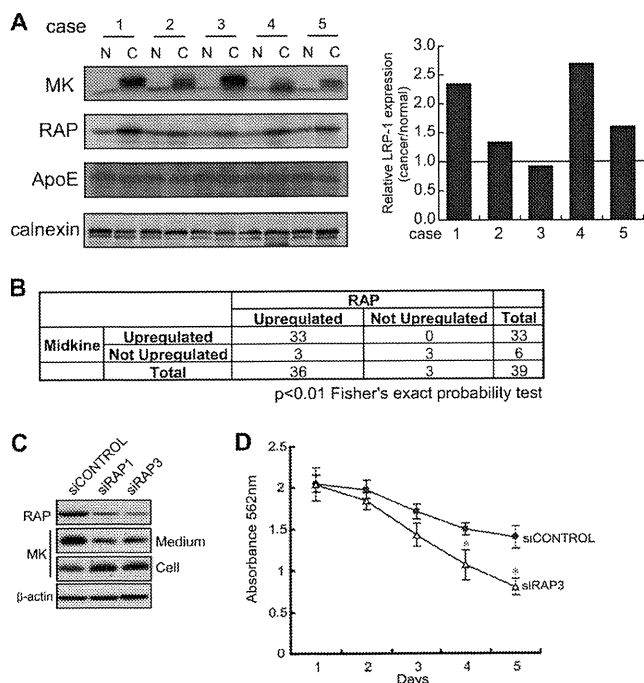 A
case 1 2 3 4 5
N C N C N C N C N C
MK
RAP
ApoE
calnexin
Relative LRP-1 expression
(cancer/normal)
3.0
2.5
2.0
1.5
1.0
0.5
0.0
case 1 2 3 4 5
B
RAP
Upregulated Not Upregulated Total
Midkine Upregulated 33 0 33
Not Upregulated 3 3 6
Total 36 3 39
p<0.01 Fisher's exact probability test
C
siCONTROL
siRAP1
siRAP3
RAP
MK
Medium
Cell
β-actin
D
Absorbance 562nm
2.5
2
1.5
1
0.5
0
siCONTROL
※
※
siRAP3
1 2 3 4 5
Days